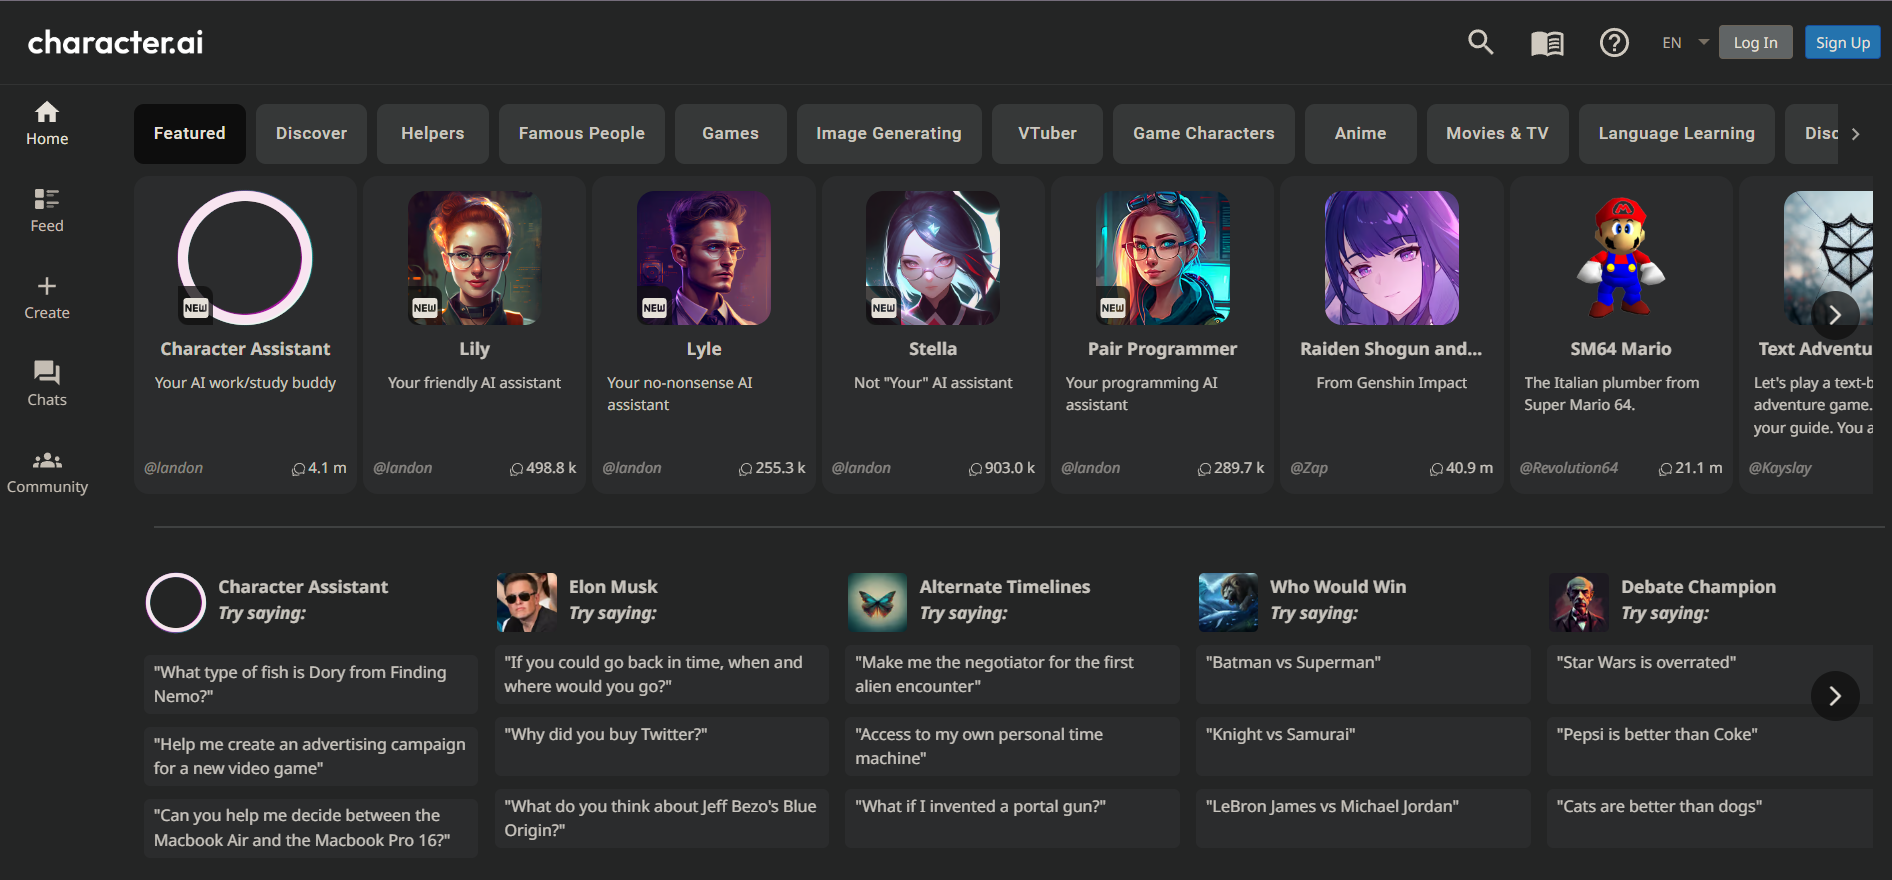 character.ai
EN
Log In
Sign Up
Home
Feed
Create
Chats
Community
Featured
Discover
Helpers
Famous People
Games
Image Generating
VTuber
Game Characters
Anime
Movies & TV
Language Learning
Disc
NEW
Character Assistant
Your AI work/study buddy
@landon
4.1 m
NEW
Lily
Your friendly AI assistant
@landon
498.8 k
NEW
Lyle
Your no-nonsense AI
assistant
@landon
255.3 k
NEW
Stella
Not "Your" AI assistant
@landon
903.0 k
NEW
Pair Programmer
Your programming AI
assistant
@landon
289.7 k
Raiden Shogun and...
From Genshin Impact
@Zap
40.9 m
M
SM64 Mario
The Italian plumber from
Super Mario 64.
@Revolution64
21.1 m
Text Adventu
Let's play a text-b
adventure game.
your guide. You a
@Kayslay
Character Assistant
Try saying:
"What type of fish is Dory from Finding
Nemo?"
"Help me create an advertising campaign
for a new video game"
"Can you help me decide between the
Macbook Air and the Macbook Pro 16?"
Elon Musk
Try saying:
"If you could go back in time, when and
where would you go?"
"Why did you buy Twitter?"
"What do you think about Jeff Bezo's Blue
Origin?"
Alternate Timelines
Try saying:
"Make me the negotiator for the first
alien encounter"
"Access to my own personal time
machine"
"What if I invented a portal gun?"
Who Would Win
Try saying:
"Batman vs Superman"
"Knight vs Samurai"
"LeBron James vs Michael Jordan"
Debate Champion
Try saying:
"Star Wars is overrated"
"Pepsi is better than Coke"
"Cats are better than dogs"